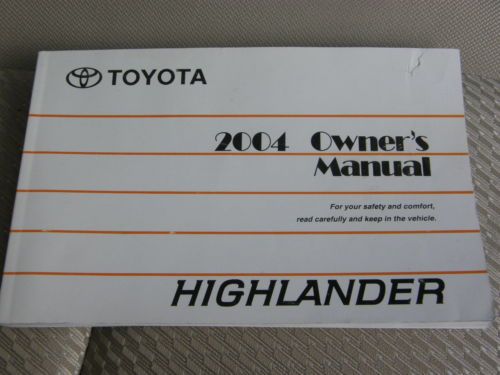 TOYOTA
2004 Owner's
Manual
For your safety and comfort,
read carefully and keep in the vehicle.
HIGHLANDER